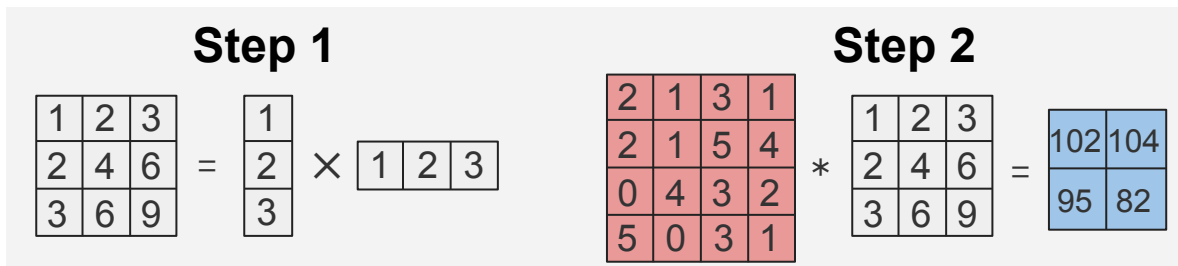 Step 1
1 2 3
2 4 6
3 6 9
=
1
2
3
× 1 2 3
Step 2
2 1 3 1
2 1 5 4
0 4 3 2
5 0 3 1
*
1 2 3
2 4 6
3 6 9
=
102 104
95 82